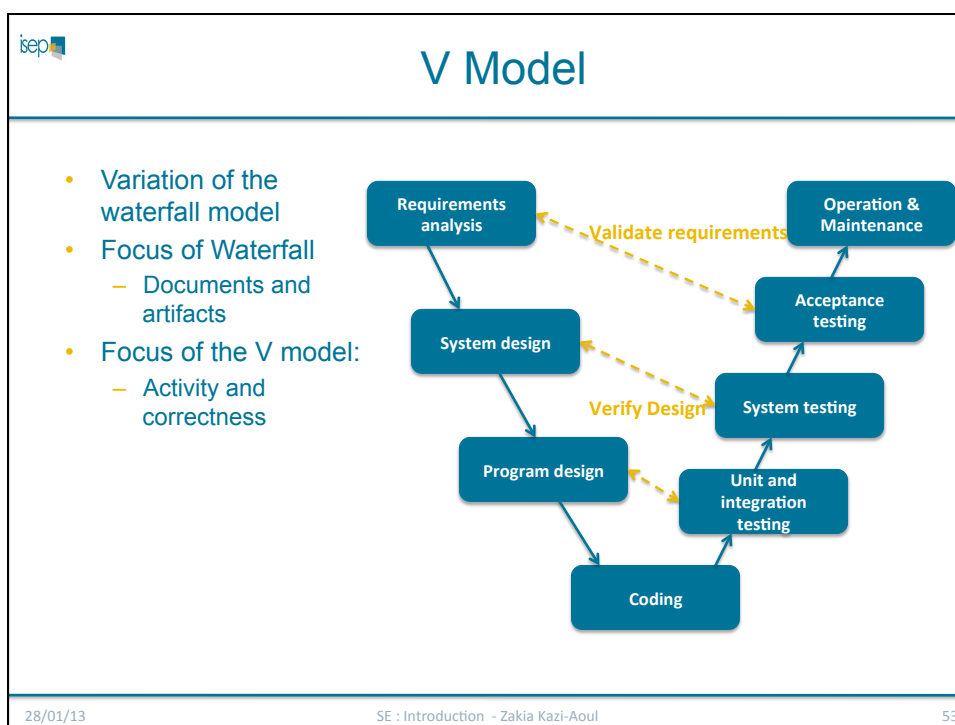 isep
V Model
• Variation of the
waterfall model
• Focus of Waterfall
– Documents and
artifacts
• Focus of the V model:
– Activity and
correctness
Requirements
analysis
Validate requirements
Operation &
Maintenance
Acceptance
testing
System design
Verify Design
System testing
Program design
Unit and
integration
testing
Coding
28/01/13
SE : Introduction - Zakia Kazi-Aoul
53